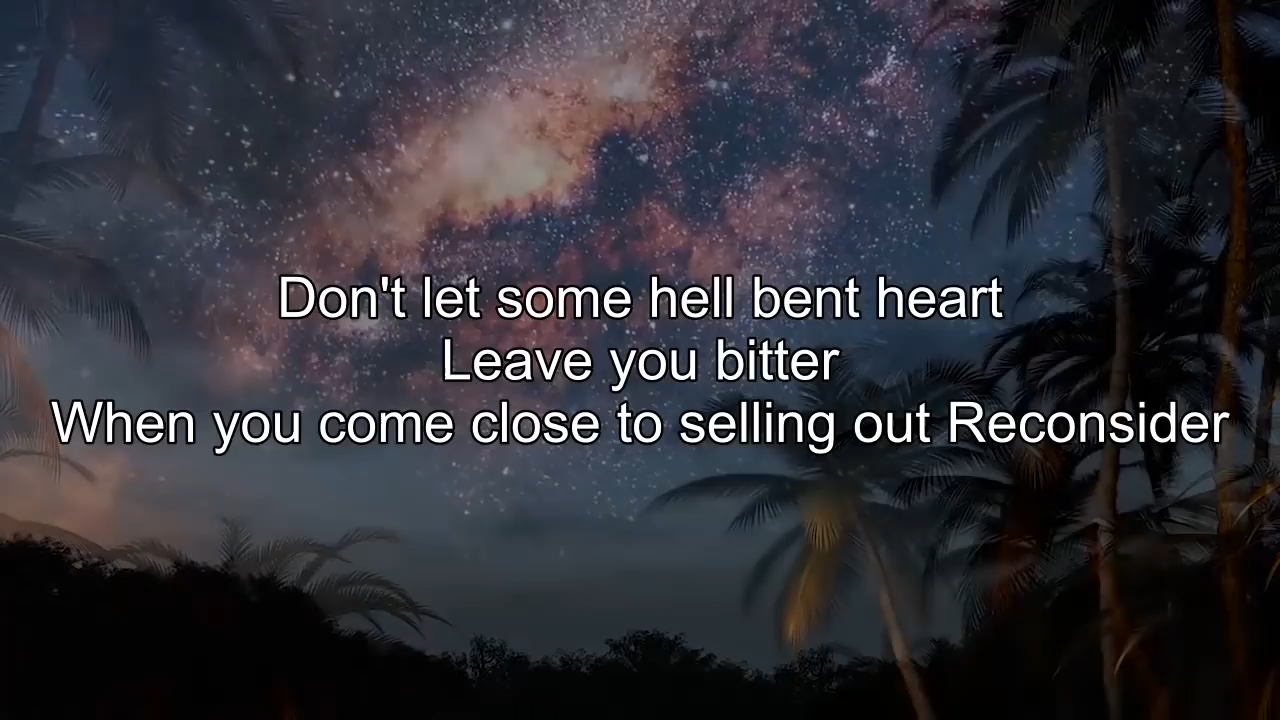 Don't let some hell bent heart
Leave you bitter
When you come close to selling out Reconsider